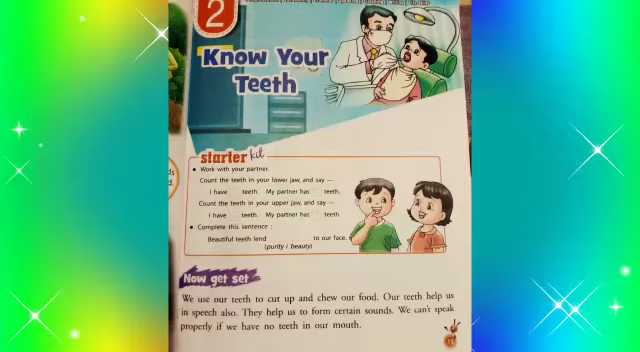 2
Know Your
Teeth
starter kit
• Work with your partner.
Count the teeth in your lower jaw, and say —
I have teeth. My partner has teeth.
Count the teeth in your upper jaw, and say —
I have teeth. My partner has teeth.
• Complete this sentence :
Beautiful teeth lend to our face.
(purity / beauty)
Now get set
We use our teeth to cut up and chew our food. Our teeth help us
in speech also. They help us to form certain sounds. We can't speak
properly if we have no teeth in our mouth.